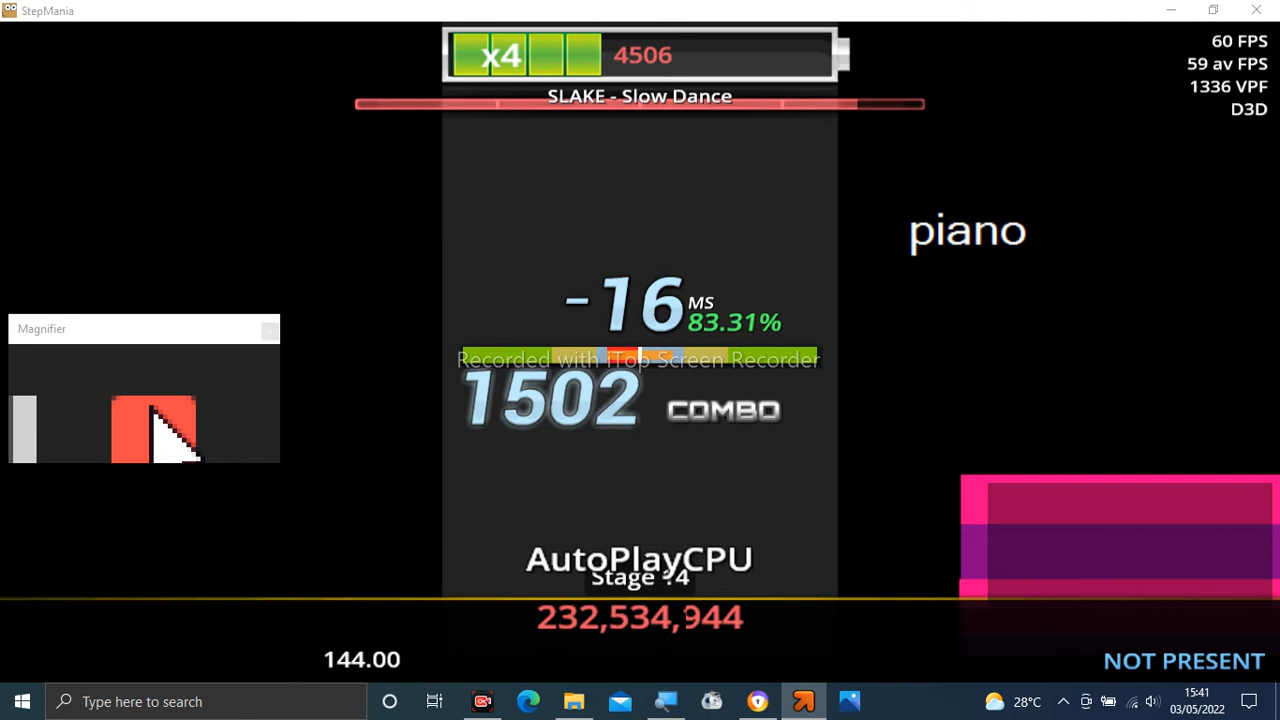 StepMania
60 FPS
59 av FPS
1336 VPF
D3D
x4
4506
SLAKE - Slow Dance
piano
-16
MS
83.31%
Magnifier
Recorded with iTop Screen Recorder
1502 COMBO
AutoPlayCPU
Stage
232,534,944
144.00
NOT PRESENT
Type here to search
28°C
15:41
03/05/2022